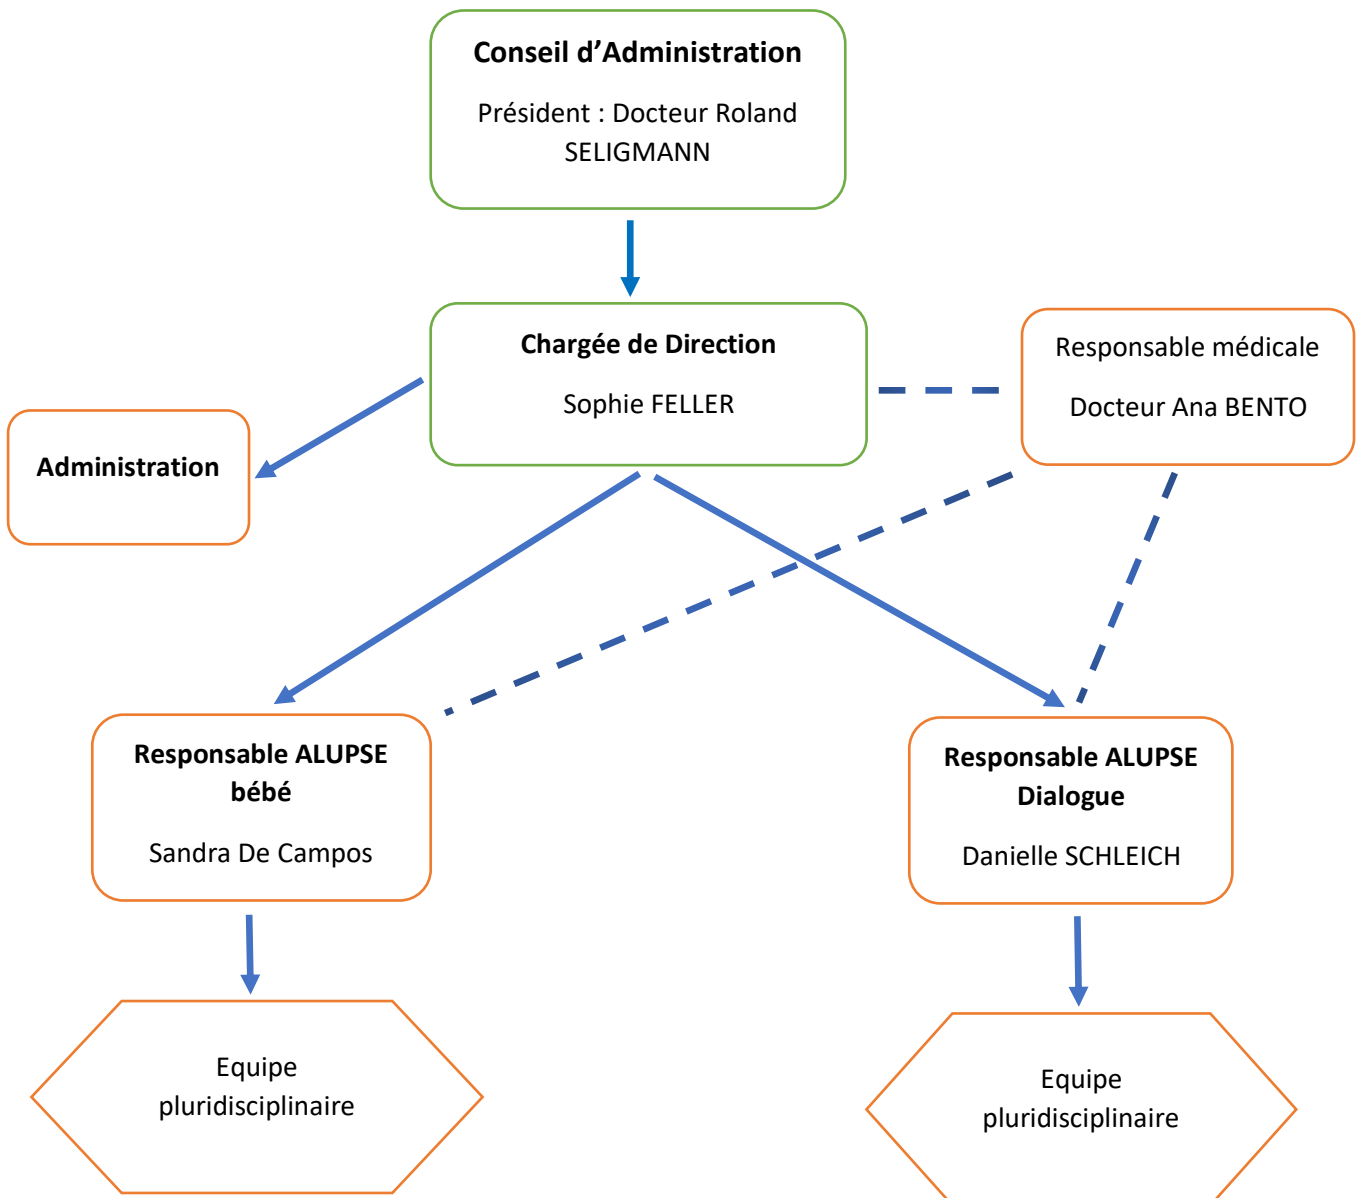 Conseil d’Administration
Président : Docteur Roland
SELIGMANN
Chargée de Direction
Sophie FELLER
Responsable médicale
Docteur Ana BENTO
Administration
Responsable ALUPSE
bébé
Sandra De Campos
Responsable ALUPSE
Dialogue
Danielle SCHLEICH
Equipe
pluridisciplinaire
Equipe
pluridisciplinaire